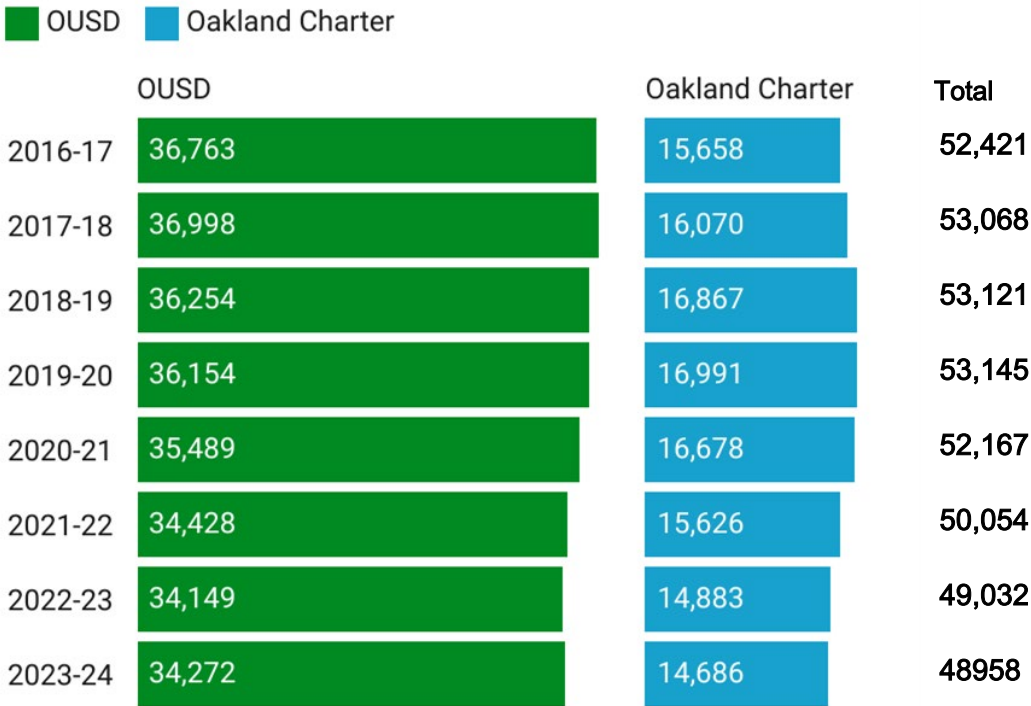 OUSD Oakland Charter
OUSD Oakland Charter Total
2016-17 36,763 15,658 52,421
2017-18 36,998 16,070 53,068
2018-19 36,254 16,867 53,121
2019-20 36,154 16,991 53,145
2020-21 35,489 16,678 52,167
2021-22 34,428 15,626 50,054
2022-23 34,149 14,883 49,032
2023-24 34,272 14,686 48958